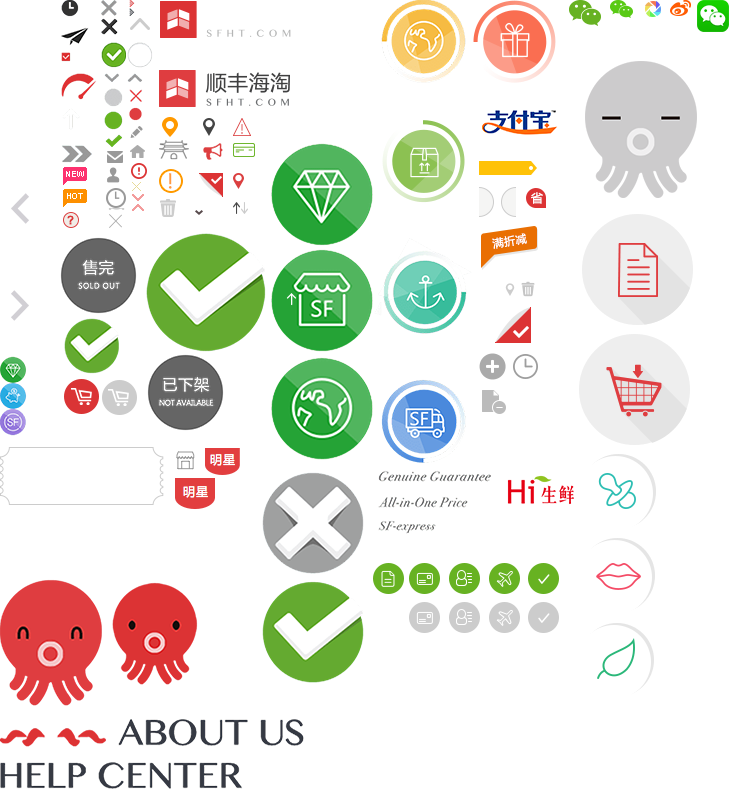 SFHT.COM
顺丰海淘
SFHT.COM
支付宝
NEW
HOT
省
满折减
售完
SOLD OUT
SF
已下架
NOT AVAILABLE
SF
SF
明星
明星
Genuine Guarantee
All-in-One Price
SF-express
Hi生鲜
ABOUT US
HELP CENTER